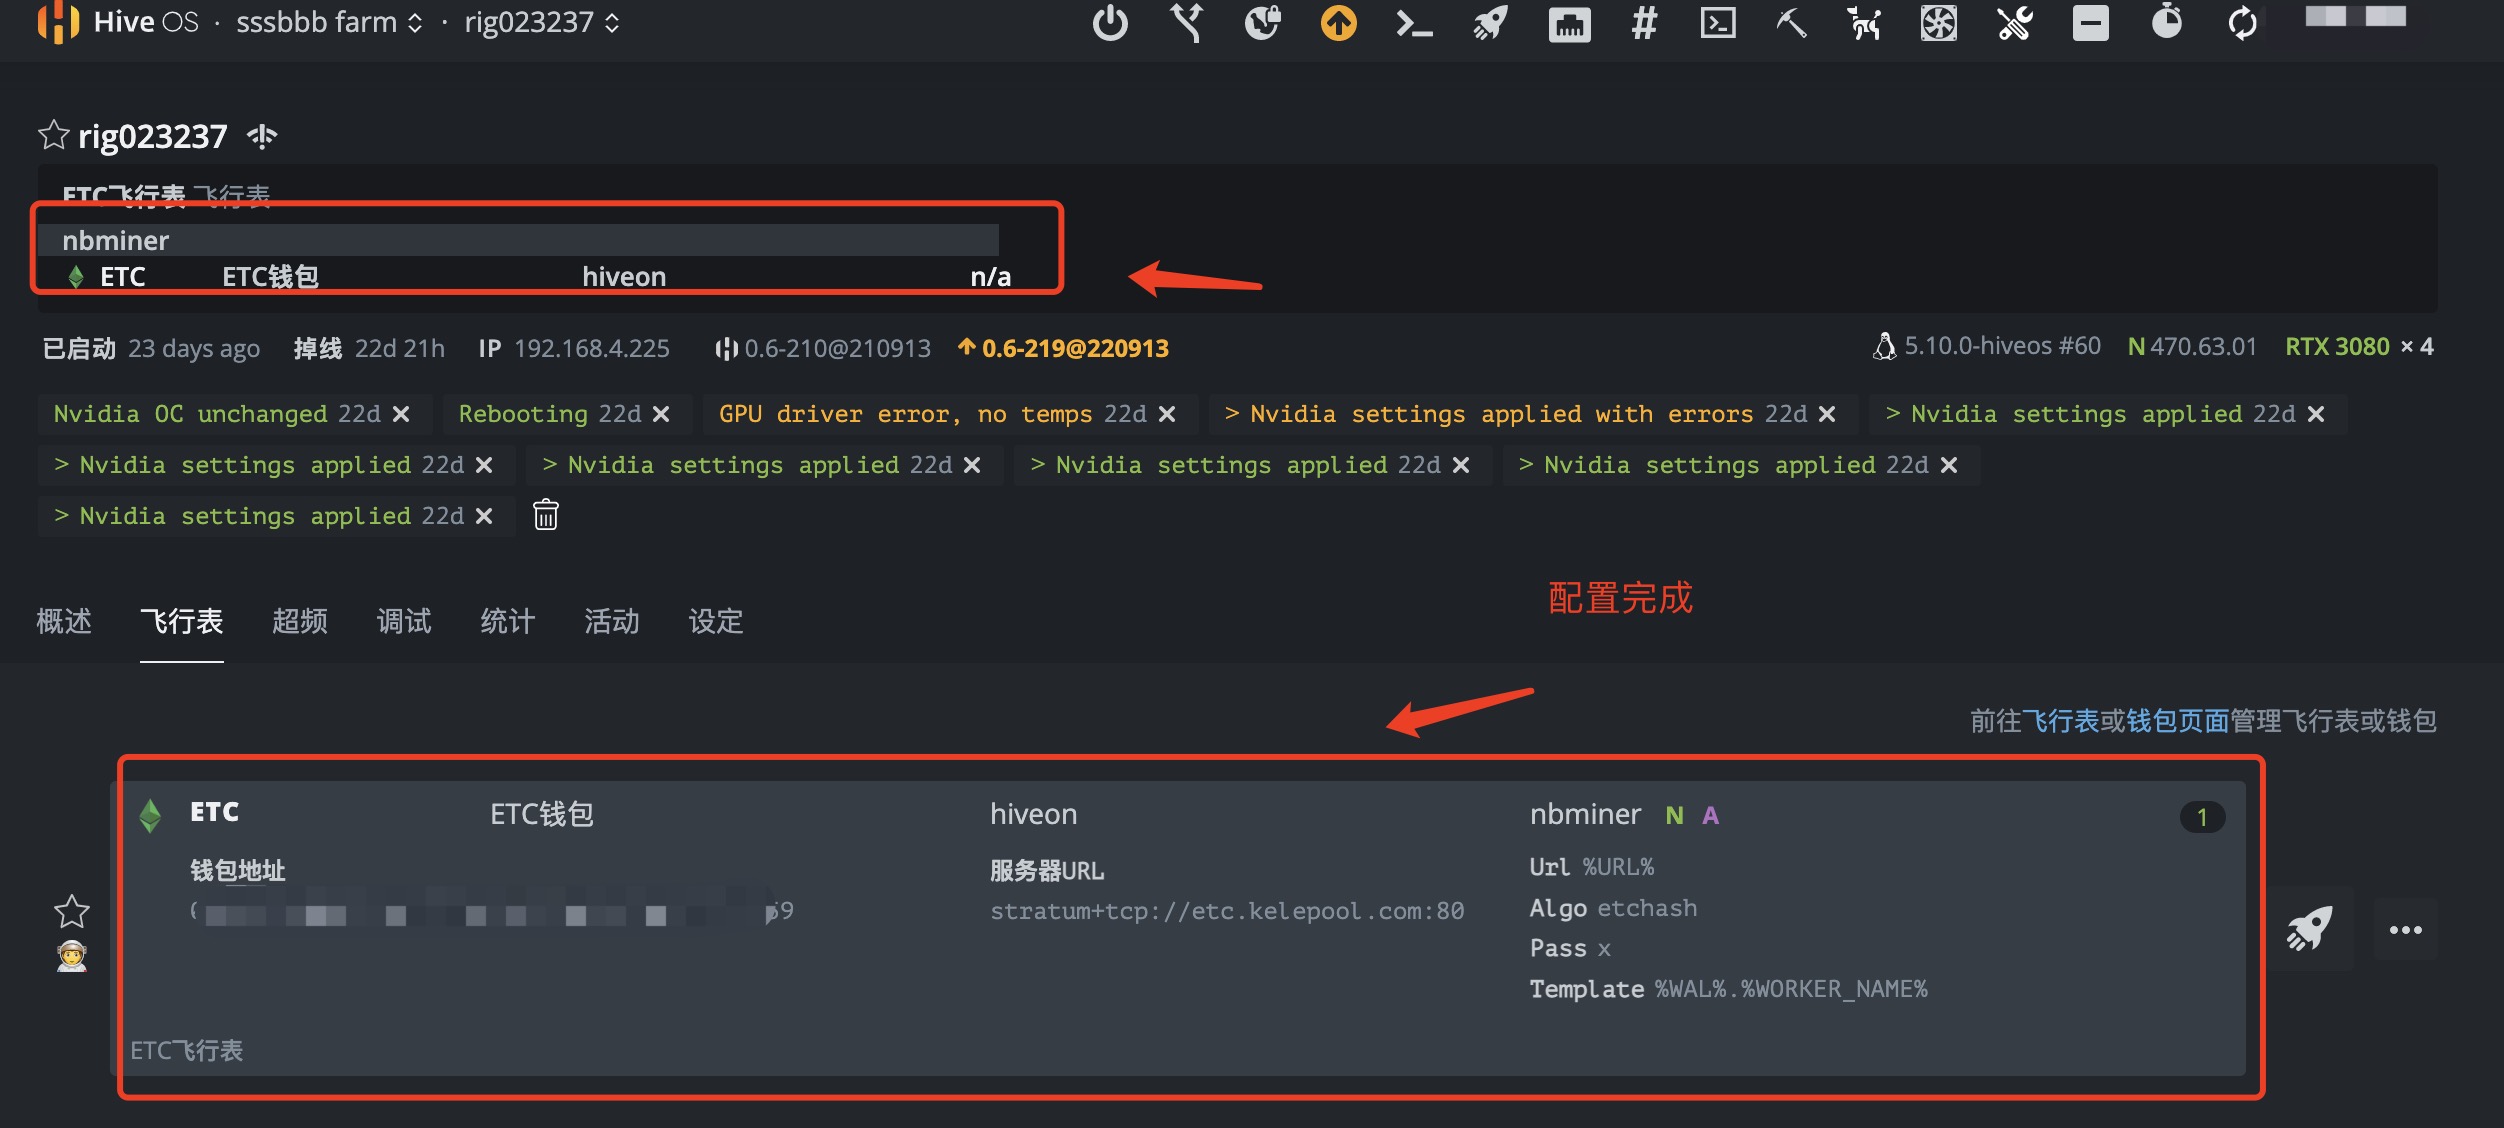 Hive OS · sssbbb farm · rig023237
rig023237
ETC飞行表 飞行表
nbminer
ETC ETC钱包 hiveon n/a
已启动 23 days ago 掉线 22d 21h IP 192.168.4.225 0.6-210@210913 0.6-219@220913 5.10.0-hiveos #60 N 470.63.01 RTX 3080 × 4
Nvidia OC unchanged 22d Rebooting 22d GPU driver error, no temps 22d > Nvidia settings applied with errors 22d > Nvidia settings applied 22d
> Nvidia settings applied 22d > Nvidia settings applied 22d > Nvidia settings applied 22d > Nvidia settings applied 22d
> Nvidia settings applied 22d
配置完成
概述 飞行表 超频 调试 统计 活动 设定
前往飞行表或钱包页面管理飞行表或钱包
ETC ETC钱包 hiveon nbminer N A 1
钱包地址 服务器URL Url %URL%
stratum+tcp://etc.kelepool.com:80 Algo etchash
Pass x
Template %WAL%.%WORKER_NAME%
ETC飞行表